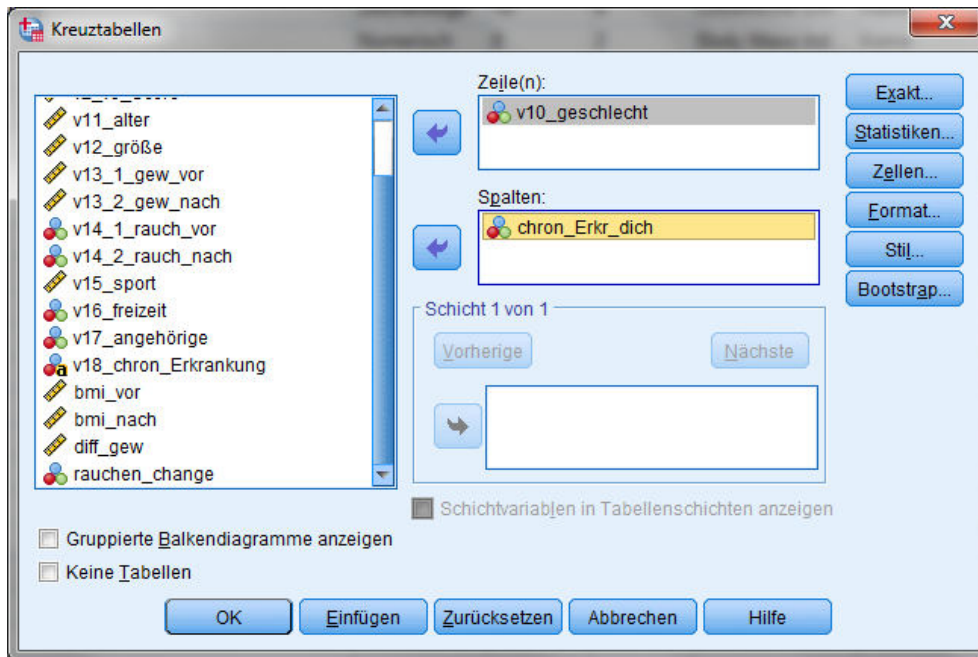 Kreuztabellen
v11_alter
v12_größe
v13_1_gew_vor
v13_2_gew_nach
v14_1_rauch_vor
v14_2_rauch_nach
v15_sport
v16_freizeit
v17_angehörige
v18_chron_Erkrankung
bmi_vor
bmi_nach
diff_gew
rauchen_change
Zeile(n):
v10_geschlecht
Spalten:
chron_Erkr_dich
Schicht 1 von 1
Vorherige
Nächste
Schichtvariablen in Tabellenschichten anzeigen
Exakt...
Statistiken...
Zellen...
Format...
Stil...
Bootstrap...
Gruppierte Balkendiagramme anzeigen
Keine Tabellen
OK
Einfügen
Zurücksetzen
Abbrechen
Hilfe